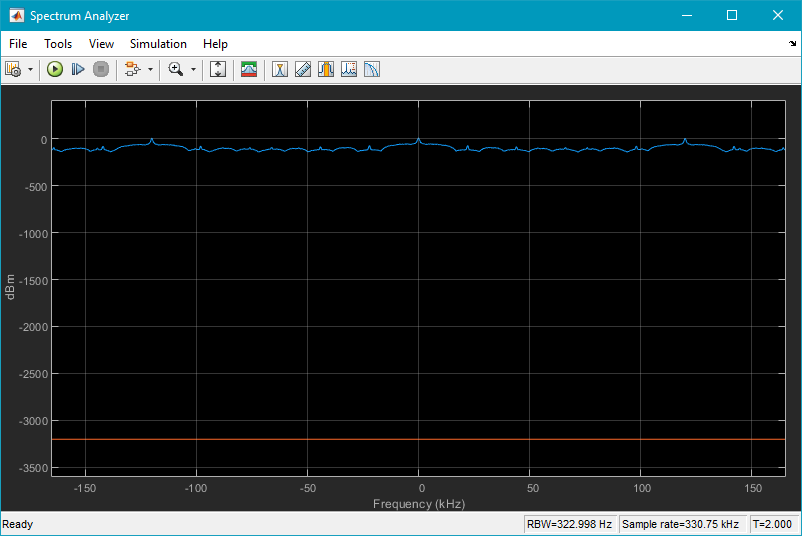 Spectrum Analyzer
File Tools View Simulation Help
0
-500
-1000
-1500
-2000
-2500
-3000
-3500
dBm
-150 -100 -50 0 50 100 150
Frequency (kHz)
Ready RBW=322.998 Hz Sample rate=330.75 kHz T=2.000